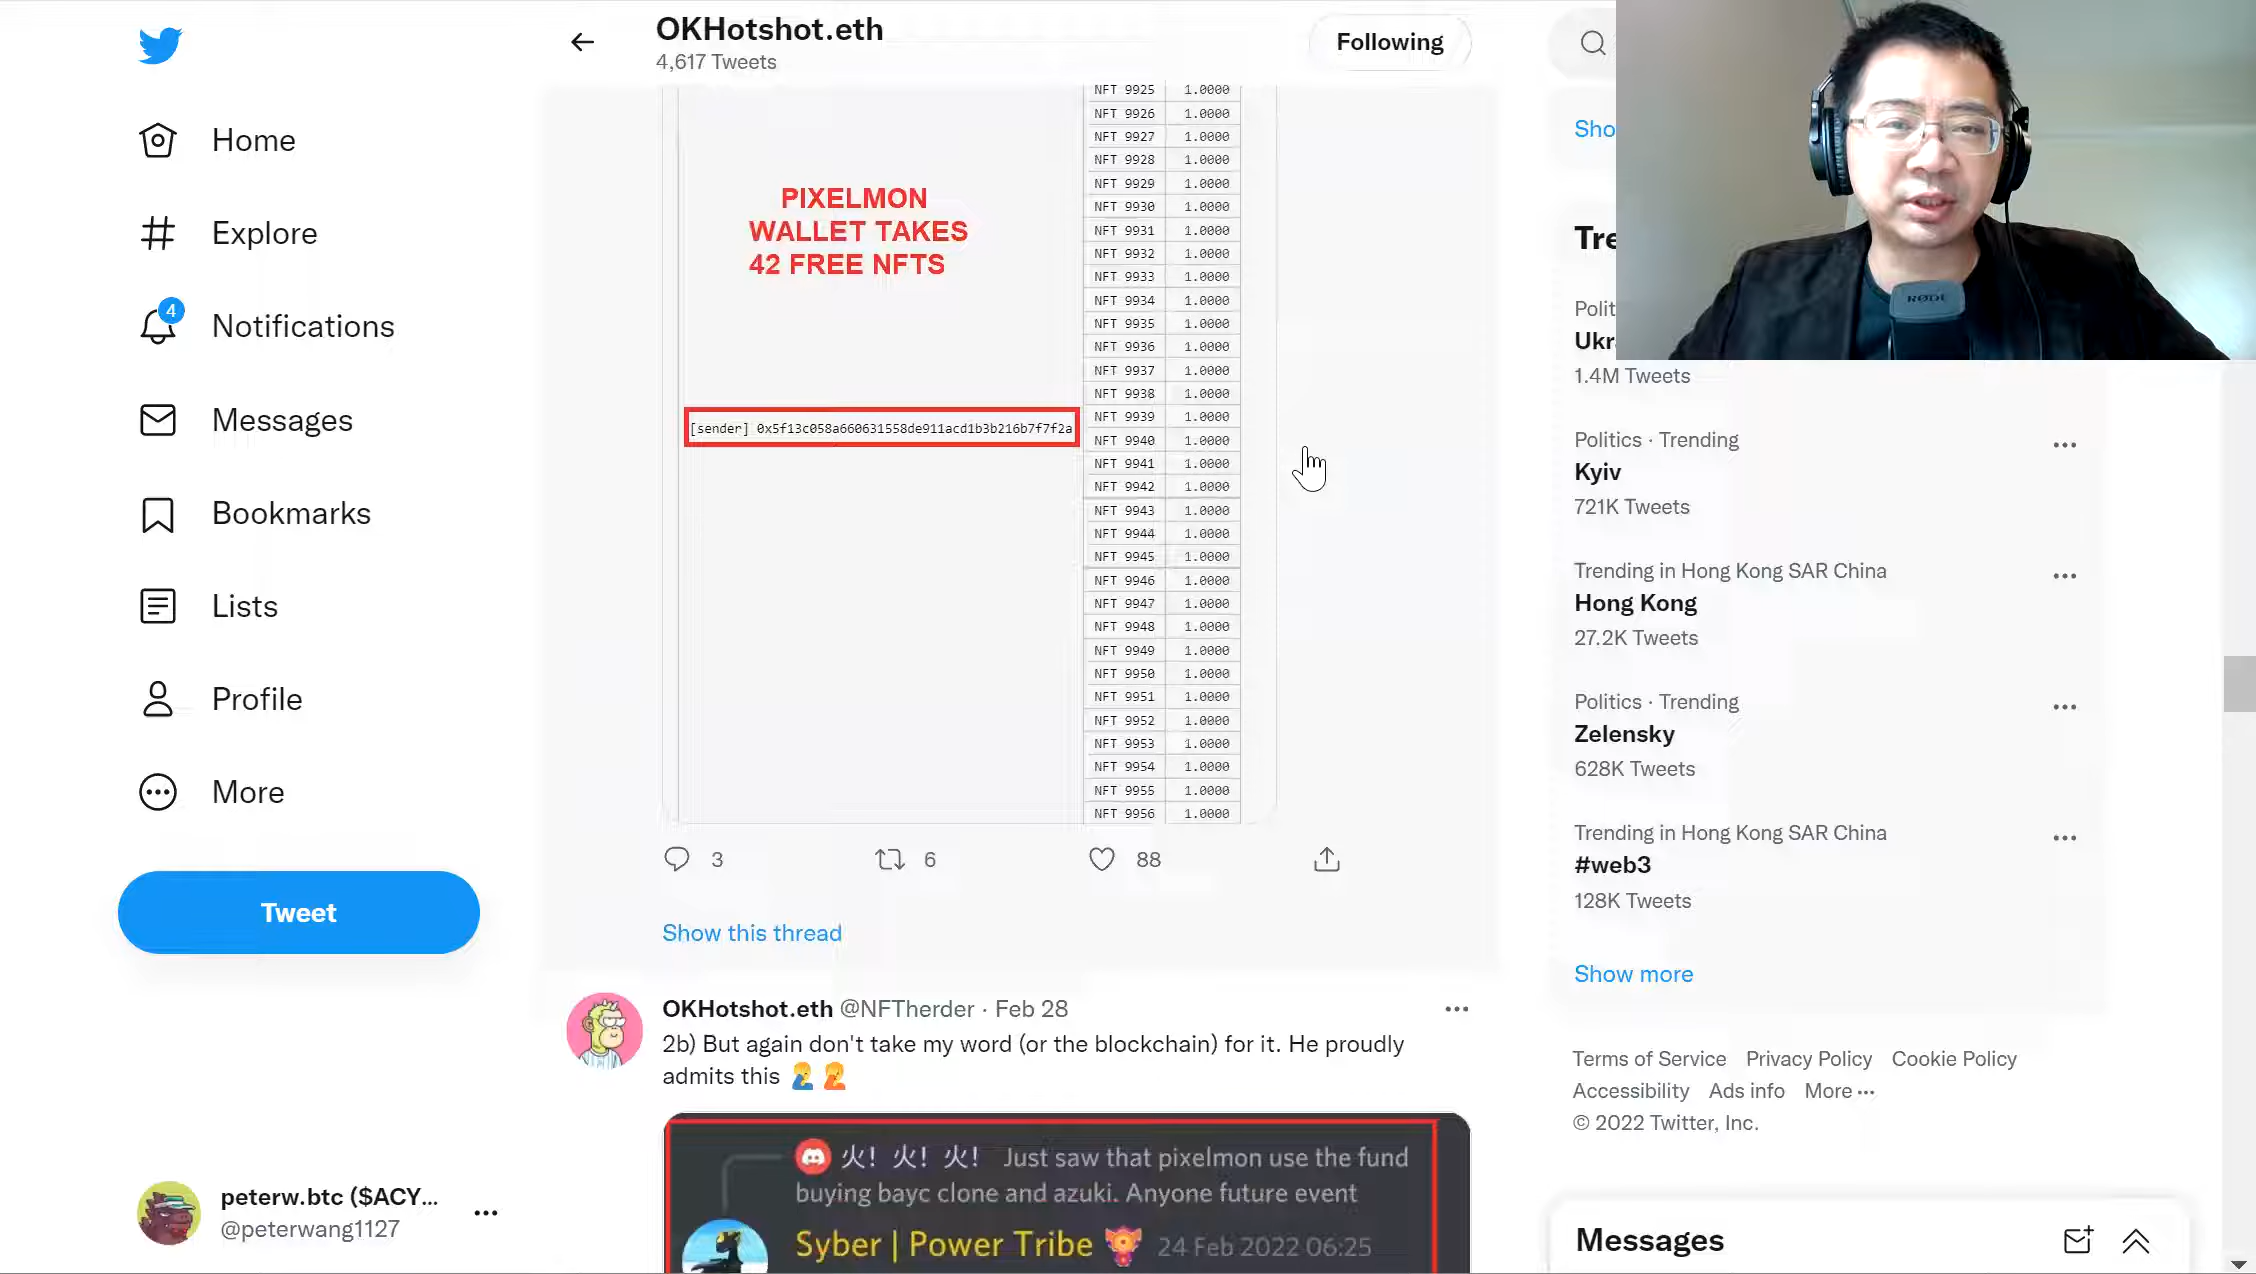 OKHotshot.eth
4,617 Tweets
Following
Home
Explore
4
Notifications
Messages
Bookmarks
Lists
Profile
More
Tweet
peterw.btc ($ACY...
@peterwang1127
PIXELMON
WALLET TAKES
42 FREE NFTS
[sender] 0x5f13c058a660631558de911acd1b3b216b7f7f2a
NFT 9925 1.0000
NFT 9926 1.0000
NFT 9927 1.0000
NFT 9928 1.0000
NFT 9929 1.0000
NFT 9930 1.0000
NFT 9931 1.0000
NFT 9932 1.0000
NFT 9933 1.0000
NFT 9934 1.0000
NFT 9935 1.0000
NFT 9936 1.0000
NFT 9937 1.0000
NFT 9938 1.0000
NFT 9939 1.0000
NFT 9940 1.0000
NFT 9941 1.0000
NFT 9942 1.0000
NFT 9943 1.0000
NFT 9944 1.0000
NFT 9945 1.0000
NFT 9946 1.0000
NFT 9947 1.0000
NFT 9948 1.0000
NFT 9949 1.0000
NFT 9950 1.0000
NFT 9951 1.0000
NFT 9952 1.0000
NFT 9953 1.0000
NFT 9954 1.0000
NFT 9955 1.0000
NFT 9956 1.0000
3 6 88
Show this thread
OKHotshot.eth @NFTherder · Feb 28
2b) But again don't take my word (or the blockchain) for it. He proudly
admits this
火! 火! 火! Just saw that pixelmon use the fund
buying bayc clone and azuki. Anyone future event
Syber | Power Tribe 24 Feb 2022 06:25
Sho
RØDE
Tre
Polit
Ukr
1.4M Tweets
Politics · Trending
Kyiv
721K Tweets
Trending in Hong Kong SAR China
Hong Kong
27.2K Tweets
Politics · Trending
Zelensky
628K Tweets
Trending in Hong Kong SAR China
#web3
128K Tweets
Show more
Terms of Service Privacy Policy Cookie Policy
Accessibility Ads info More ···
© 2022 Twitter, Inc.
Messages